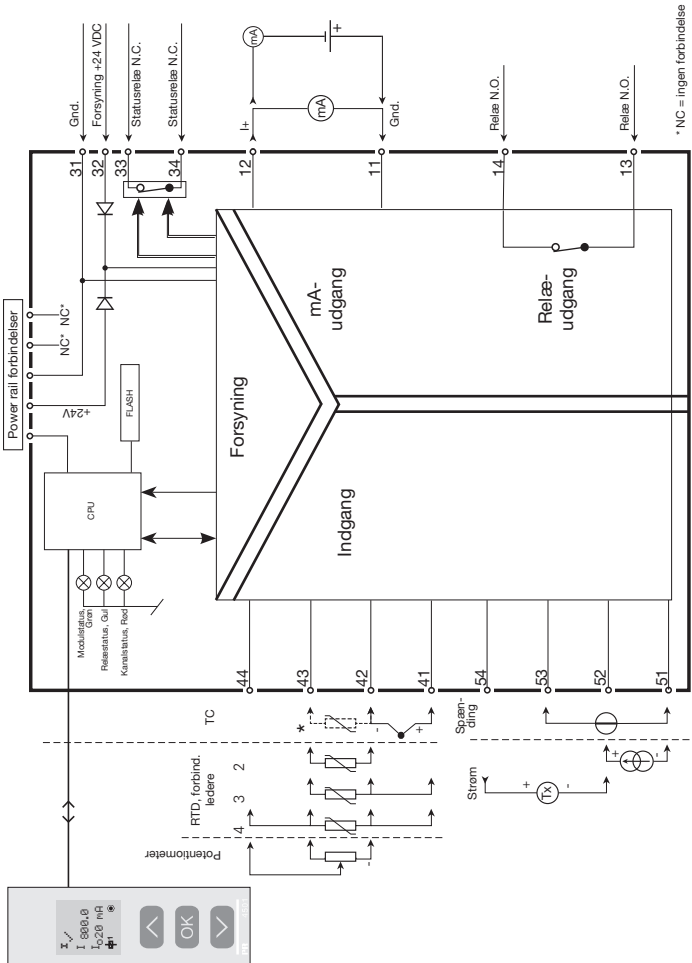 Power rail forbindelser
+24V
NC*
NC*
Gnd.
Forsyning +24 VDC
Statusrelæ N.C.
Statusrelæ N.C.
31
32
33
34
12
11
14
13
I+
mA
mA
+
Gnd.
Relæ N.O.
Relæ N.O.
* NC = ingen forbindelse
CPU
FLASH
Modulstatus,
Grøn
Relæstatus, Gul
Kanalstatus, Rød
Forsyning
mA-
udgang
Relæ-
udgang
Indgang
44
43
42
41
54
53
52
51
TC
*
-
+
RTD, forbind.
ledere
2
3
4
Potentiometer
-
Spæn-
ding
Strøm
+
Tx
-
+
-
I 800.0
Io20 mA
OK
PR